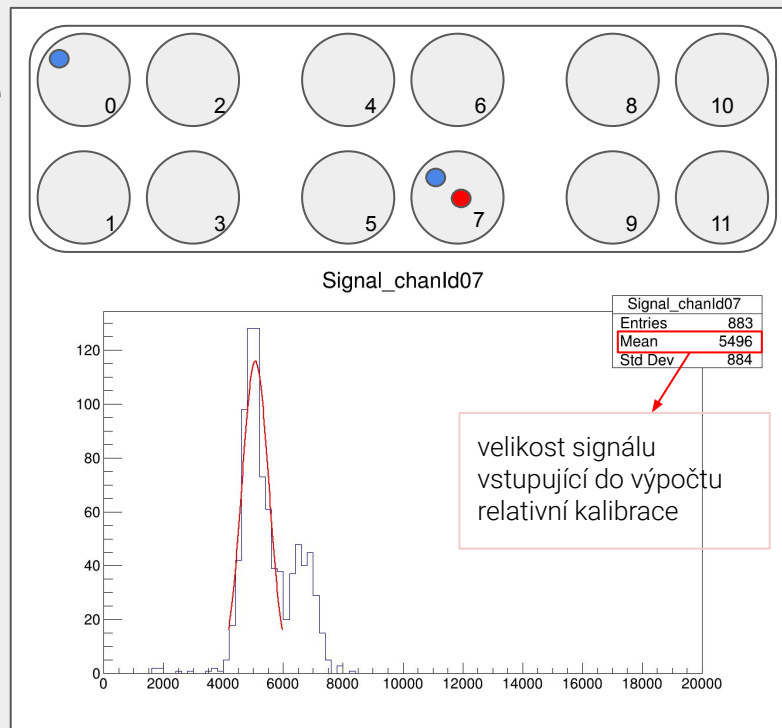 0
2
4
6
8
10
1
3
5
7
9
11
Signal_chanId07
Signal_chanId07
Entries 883
Mean 5496
Std Dev 884
velikost signálu
vstupující do výpočtu
relativní kalibrace
120
100
80
60
40
20
0
0 2000 4000 6000 8000 10000 12000 14000 16000 18000 20000